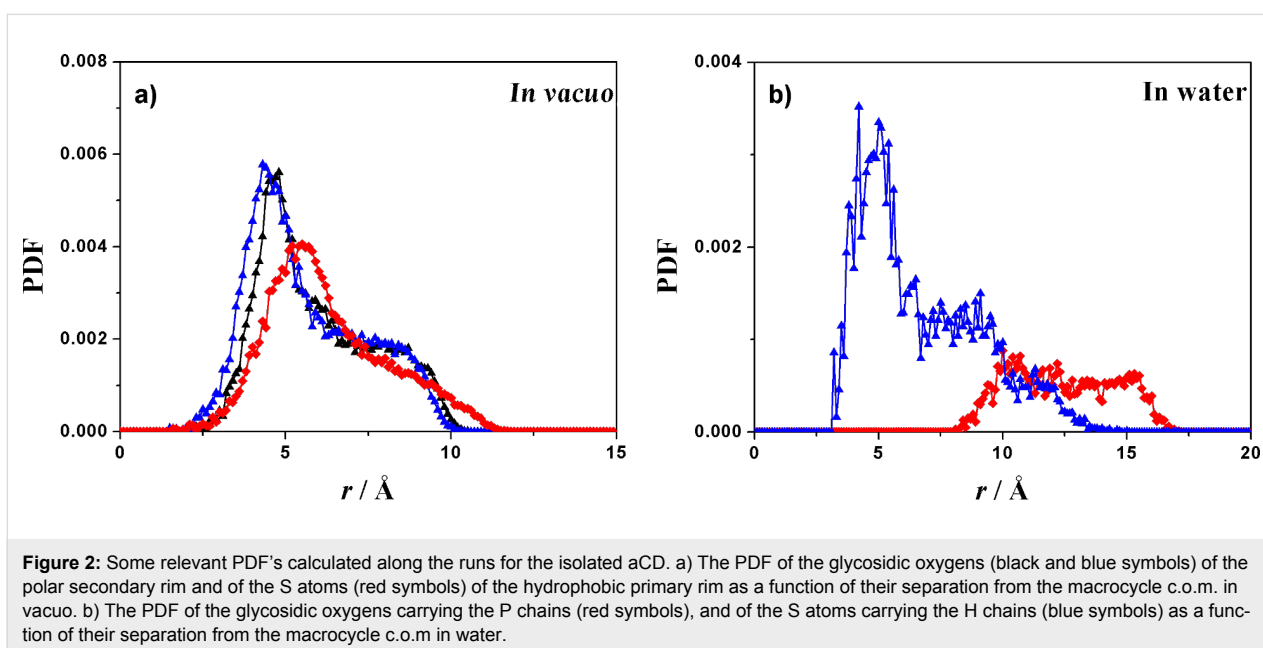 a)
In vacuo
0.008
0.006
0.004
0.002
0.000
PDF
0
5
10
15
r / Å
b)
In water
0.004
0.002
0.000
PDF
0
5
10
15
20
r / Å
Figure 2: Some relevant PDF's calculated along the runs for the isolated aCD. a) The PDF of the glycosidic oxygens (black and blue symbols) of the
polar secondary rim and of the S atoms (red symbols) of the hydrophobic primary rim as a function of their separation from the macrocycle c.o.m. in
vacuo. b) The PDF of the glycosidic oxygens carrying the P chains (red symbols), and of the S atoms carrying the H chains (blue symbols) as a func-
tion of their separation from the macrocycle c.o.m in water.